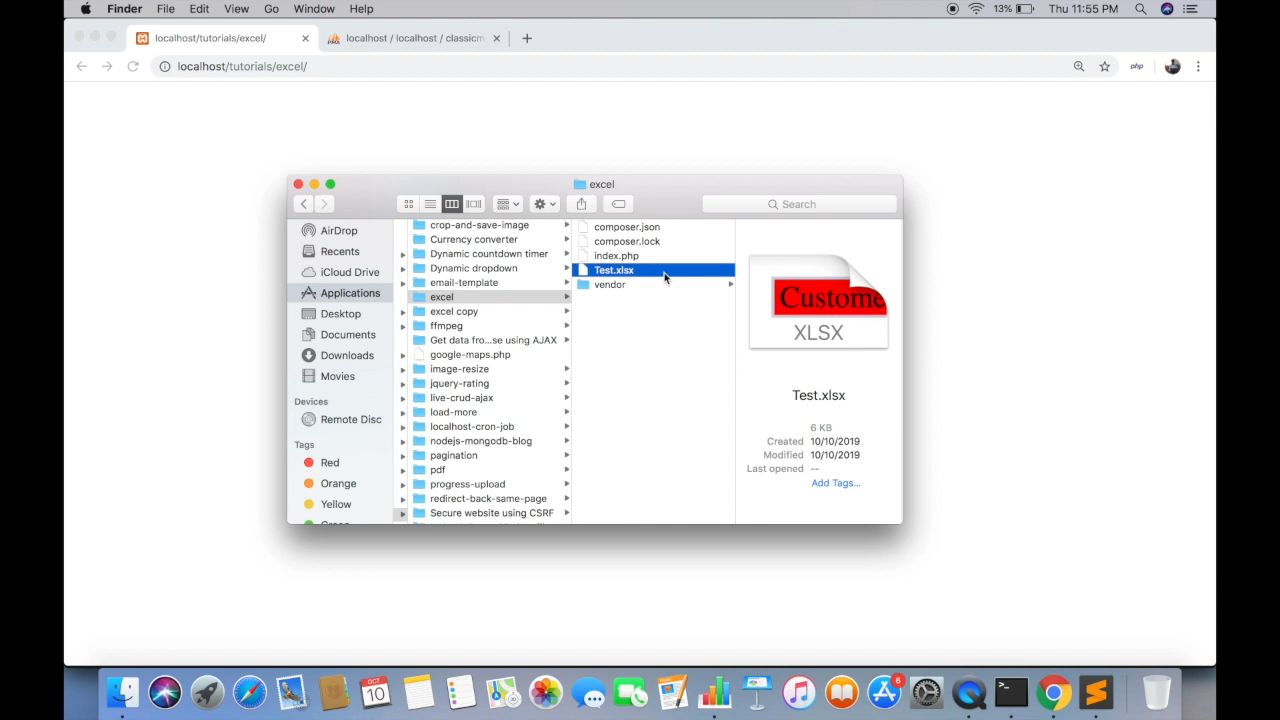 Finder File Edit View Go Window Help 13% Thu 11:55 PM
localhost/tutorials/excel/ localhost / localhost / classicm
localhost/tutorials/excel/ php
excel
Search
AirDrop
Recents
iCloud Drive
Applications
Desktop
Documents
Downloads
Movies
Devices
Remote Disc
Tags
Red
Orange
Yellow
crop-and-save-image
Currency converter
Dynamic countdown timer
Dynamic dropdown
email-template
excel
excel copy
ffmpeg
Get data fro...se using AJAX
google-maps.php
image-resize
jquery-rating
live-crud-ajax
load-more
localhost-cron-job
nodejs-mongodb-blog
pagination
pdf
progress-upload
redirect-back-same-page
Secure website using CSRF
composer.json
composer.lock
index.php
Test.xlsx
vendor
Custome
XLSX
Test.xlsx
6 KB
Created 10/10/2019
Modified 10/10/2019
Last opened --
Add Tags...
OCT
10
6